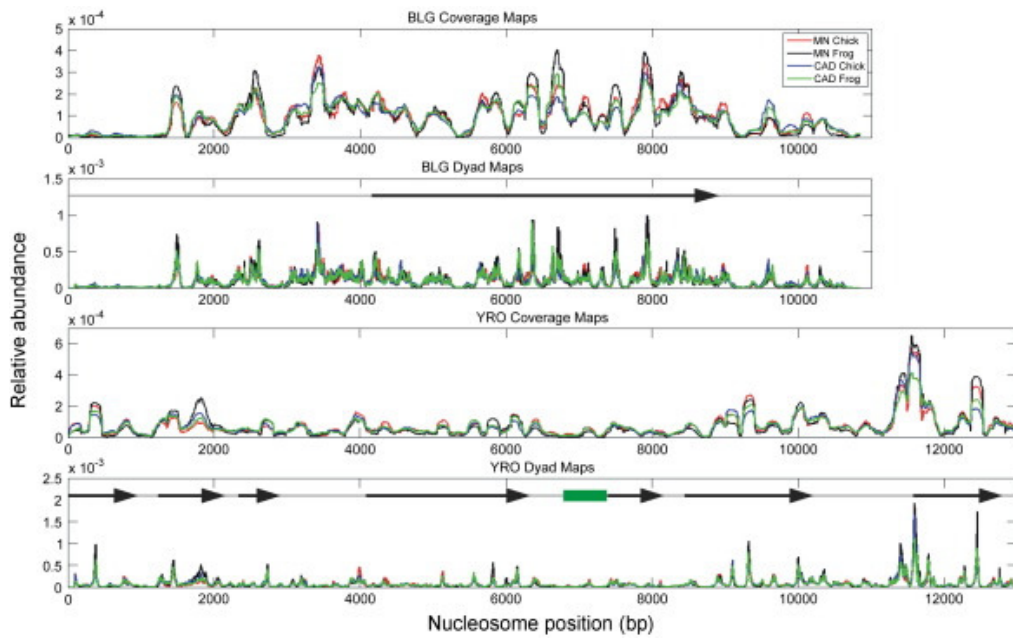 BLG Coverage Maps
x 10⁻⁴
5
4
3
2
1
0
0 2000 4000 6000 8000 10000
MN Chick
MN Frog
CAD Chick
CAD Frog
BLG Dyad Maps
x 10⁻³
1.5
1
0.5
0
0 2000 4000 6000 8000 10000
Relative abundance
YRO Coverage Maps
x 10⁻⁴
6
4
2
0
0 2000 4000 6000 8000 10000 12000
YRO Dyad Maps
x 10⁻³
2.5
2
1.5
1
0.5
0
0 2000 4000 6000 8000 10000 12000
Nucleosome position (bp)